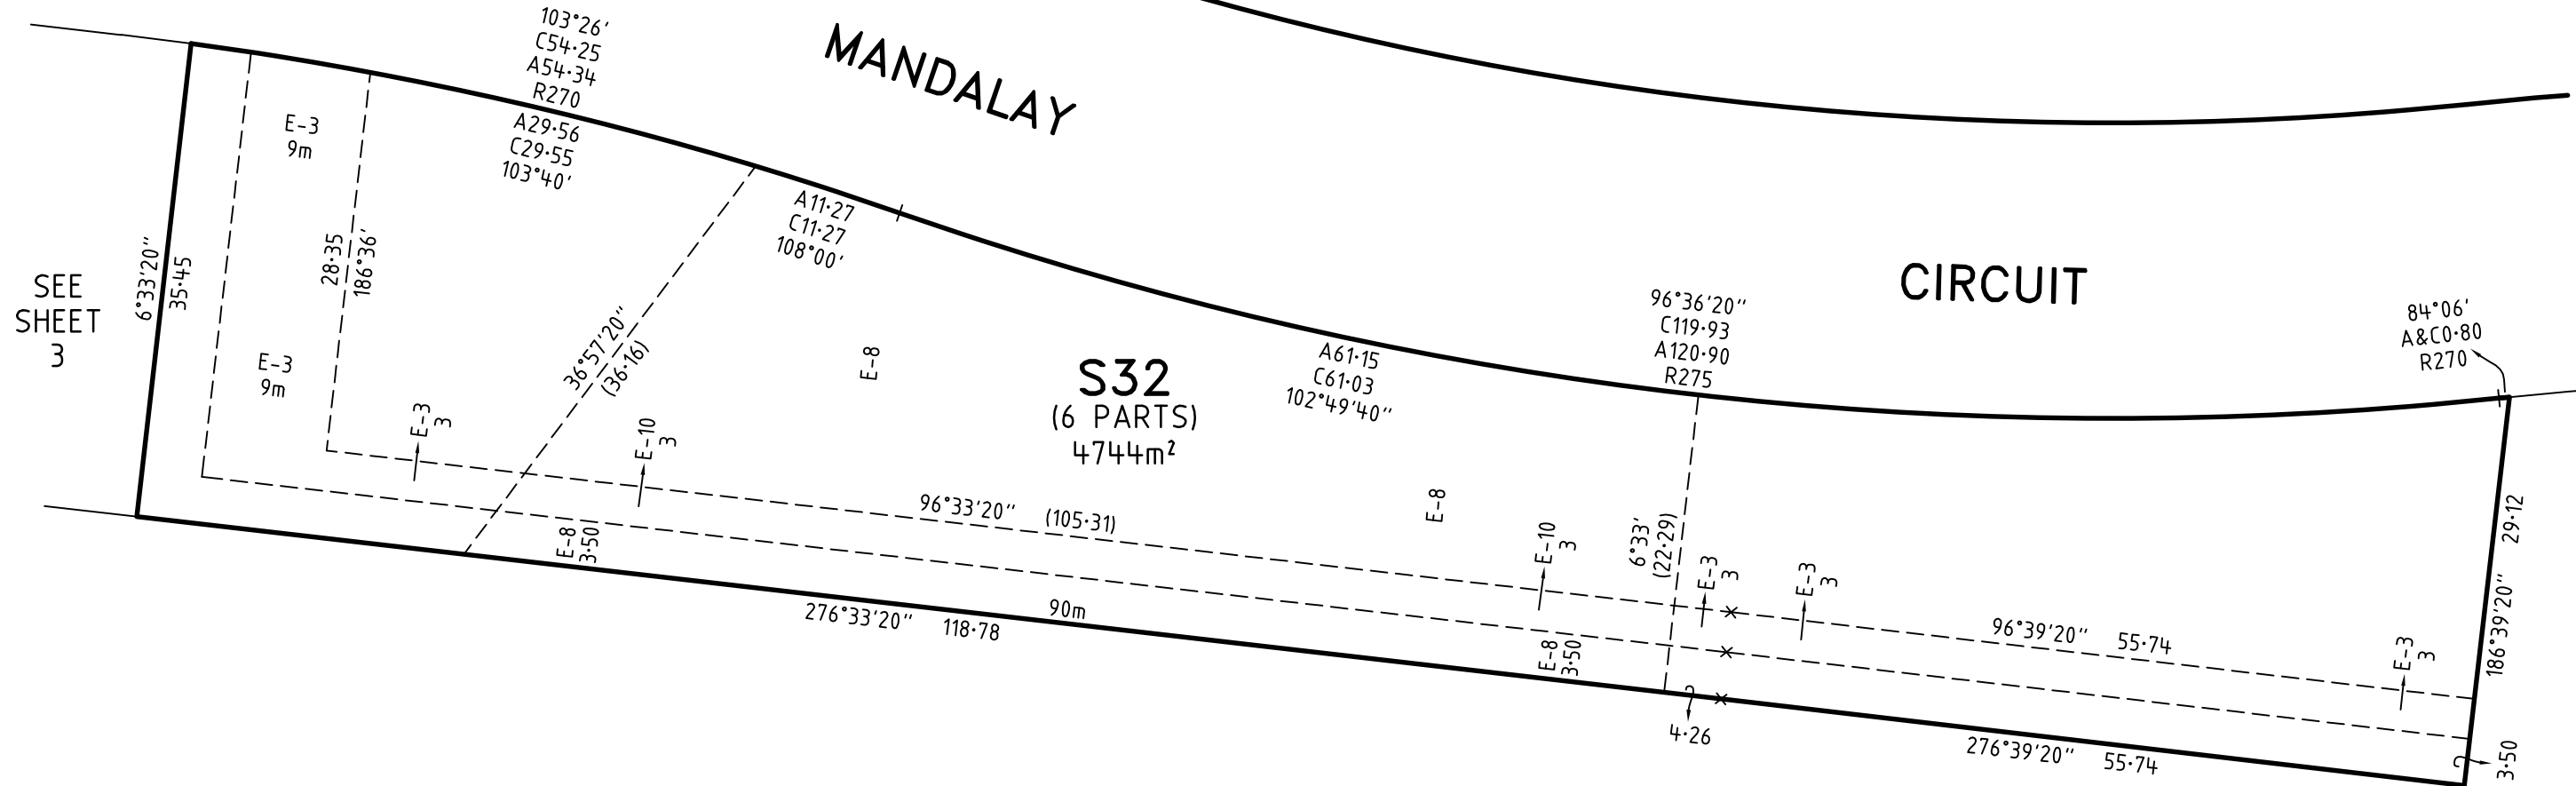 103°26'
C54·25
A54·34
R270
A29·56
C29·55
103°40'
MANDALAY
A11·27
C11·27
108°00'
E-3
9m
28·35
186°36'
6°33'20"
35·45
SEE
SHEET
3
E-3
9m
36°57'20"
(36·16)
E-8
S32
(6 PARTS)
4744m²
A61·15
C61·03
102°49'40"
96°36'20"
C119·93
A120·90
R275
CIRCUIT
84°06'
A&C0·80
R270
E-3
3
E-10
3
96°33'20" (105·31)
E-8
E-10
3
6°33'
(22·29)
E-3
3
E-3
3
96°39'20" 55·74
E-3
3
29·12
186°39'20"
E-8
3·50
276°33'20" 118·78
90m
E-8
3·50
4·26
276°39'20" 55·74
3·50